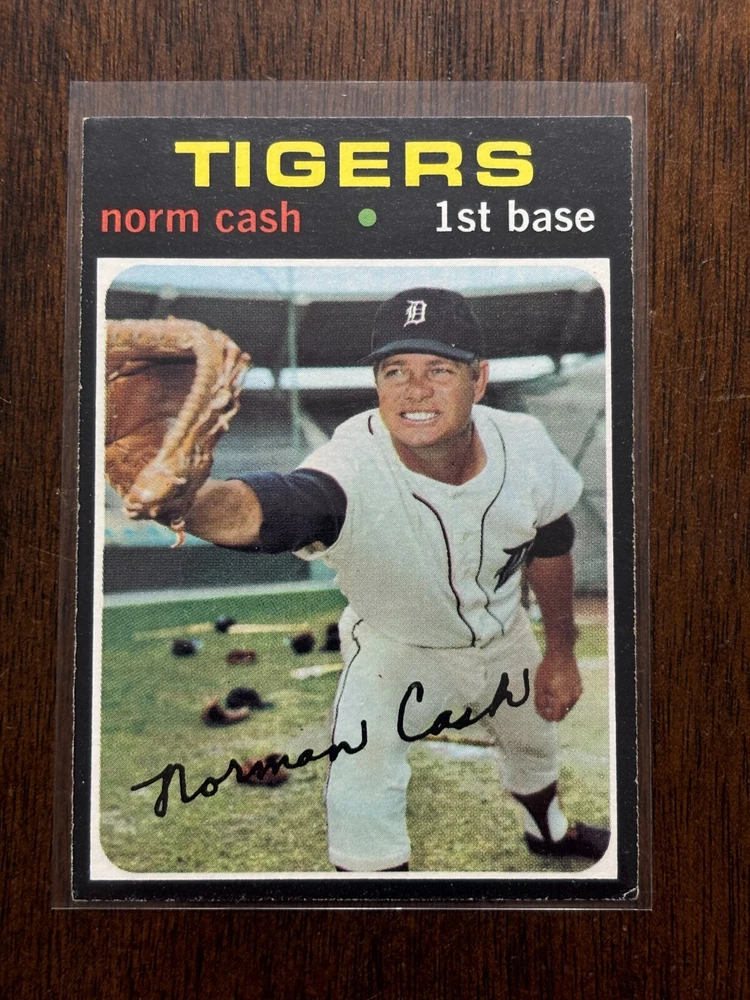 TIGERS
norm cash • 1st base
D
Norman Cash